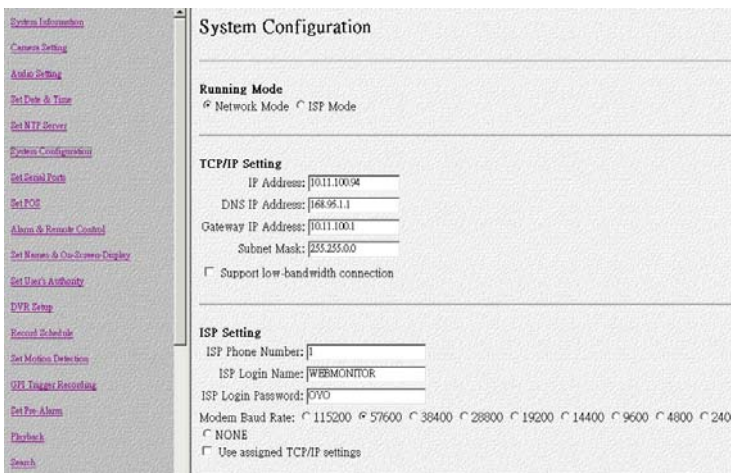 System Information
Camera Setting
Audio Setting
Set Date & Time
Set NTP Server
System Configuration
Set Serial Ports
Set POS
Alarm & Remote Control
Set Names & On-Screen-Display
Set User's Authority
DVR Setup
Record Schedule
Set Motion Detection
GPI Trigger Recording
Set Pre-Alarm
Playback
Search
System Configuration
Running Mode
Network Mode ISP Mode
TCP/IP Setting
IP Address: 10.11.100.94
DNS IP Address: 168.95.1.1
Gateway IP Address: 10.11.100.1
Subnet Mask: 255.255.0.0
Support low-bandwidth connection
ISP Setting
ISP Phone Number: 1
ISP Login Name: WEBMONITOR
ISP Login Password: OYO
Modem Baud Rate: 115200 57600 38400 28800 19200 14400 9600 4800 240
NONE
Use assigned TCP/IP settings